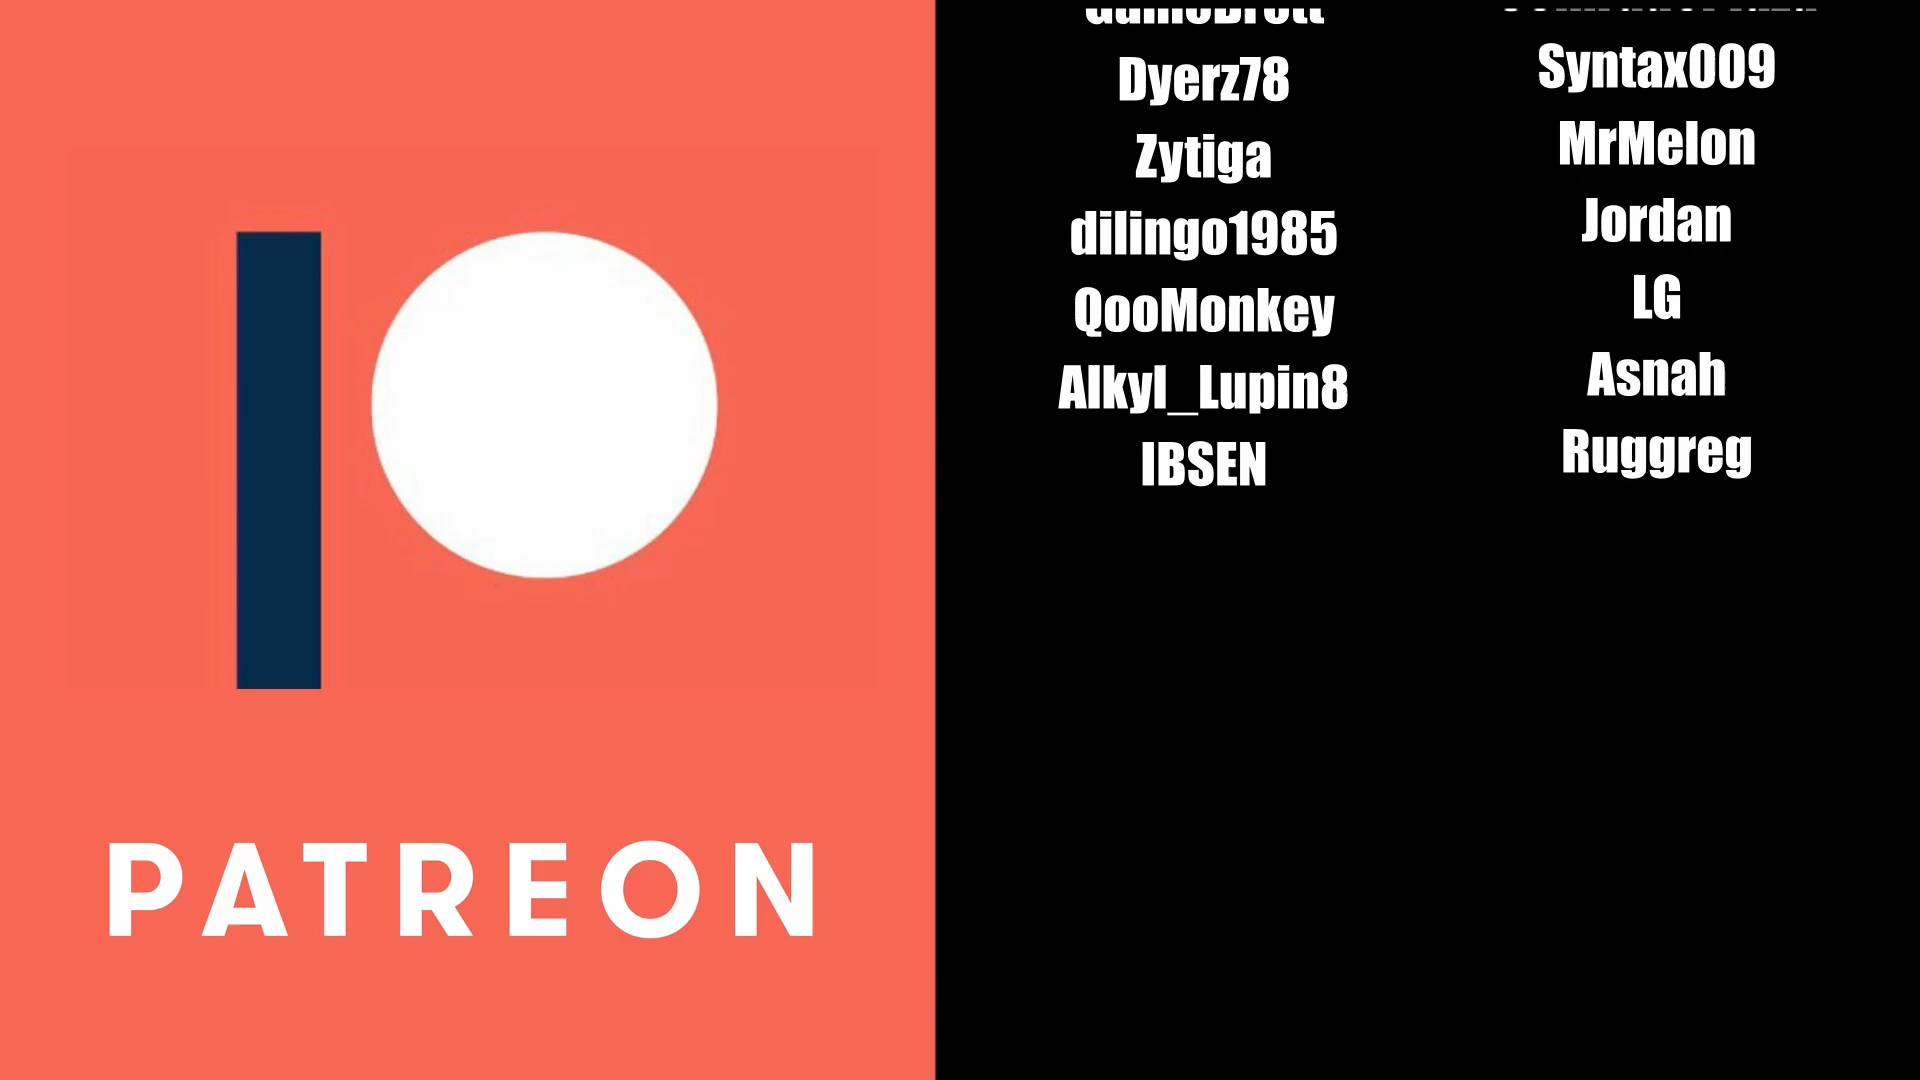 PATREON
Dyerz78
Zytiga
dilingo1985
QooMonkey
Alkyl_Lupin8
IBSEN
Syntax009
MrMelon
Jordan
LG
Asnah
Ruggreg